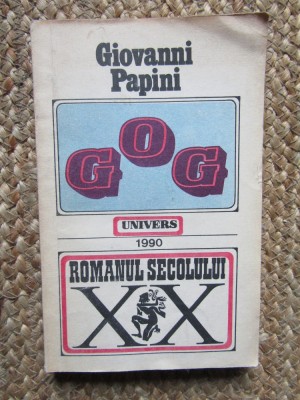 Giovanni
Papini
GOG
UNIVERS
1990
ROMANUL SECOLULUI
XX